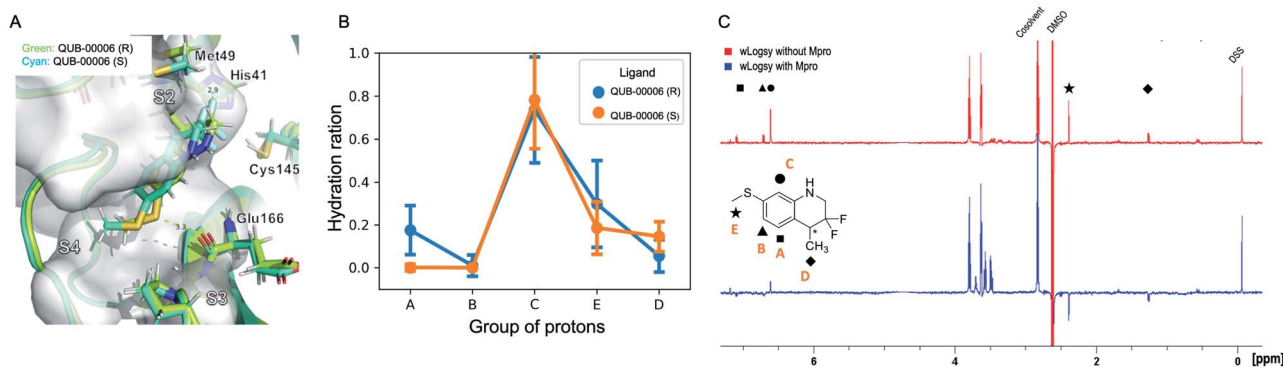 A
Green: QUB-00006 (R)
Cyan: QUB-00006 (S)
Met49
His41
2,9
S2
Cys145
Glu166
3.3
S4
S3
B
Hydration ration
1.0
0.8
0.6
0.4
0.2
0.0
Ligand
QUB-00006 (R)
QUB-00006 (S)
A
B
C
E
D
Group of protons
C
wLogsy without Mpro
wLogsy with Mpro
Cosolvent
DMSO
DSS
C
H
N
S
F
F
*
CH3
E
B
A
D
6
4
2
0
[ppm]